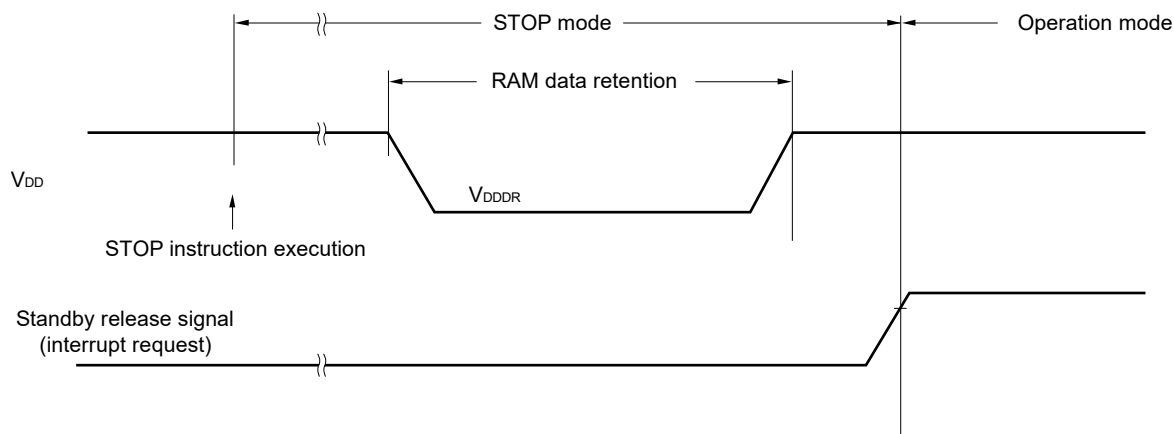 STOP mode
Operation mode
RAM data retention
VDD
VDDDR
STOP instruction execution
Standby release signal
(interrupt request)